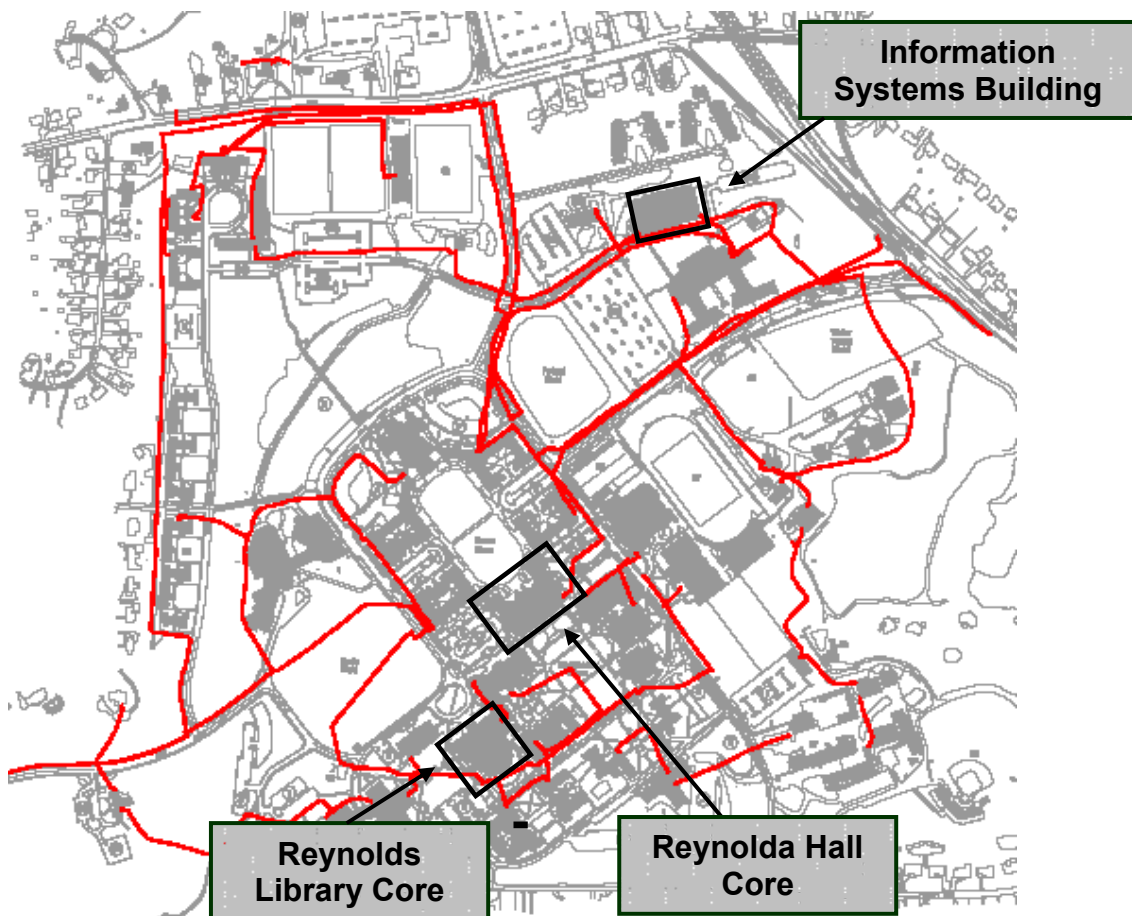 Information
Systems Building
Reynolds
Library Core
Reynolda Hall
Core